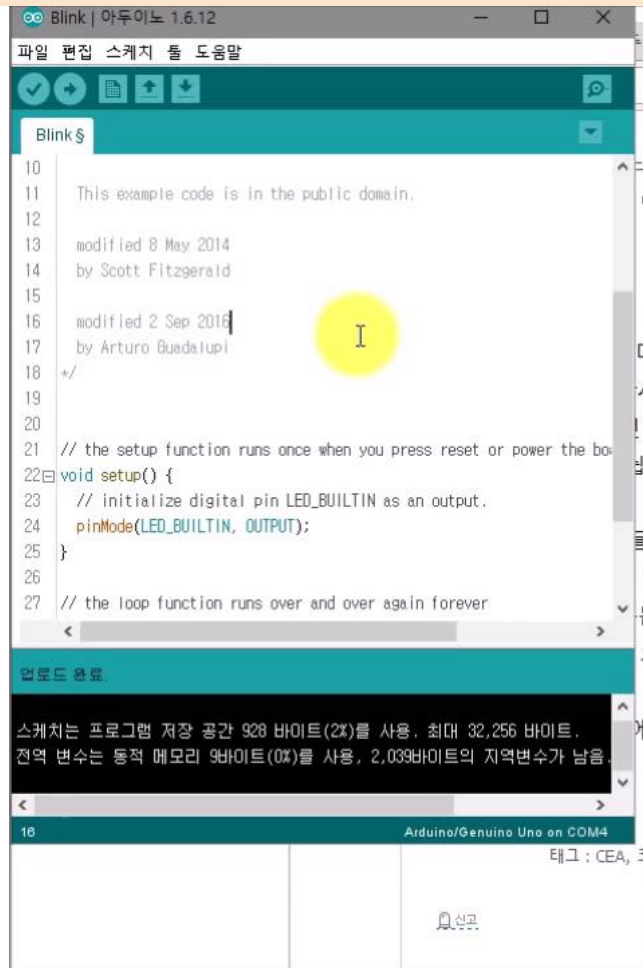 Blink | 아두이노 1.6.12
파일 편집 스케치 툴 도움말
Blink §
10
11 This example code is in the public domain.
12
13 modified 8 May 2014
14 by Scott Fitzgerald
15
16 modified 2 Sep 2016
17 by Arturo Guadalupi
18 */
19
20
21 // the setup function runs once when you press reset or power the
22 void setup() {
23 // initialize digital pin LED_BUILTIN as an output.
24 pinMode(LED_BUILTIN, OUTPUT);
25 }
26
27 // the loop function runs over and over again forever
업로드 완료.
스케치는 프로그램 저장 공간 928 바이트(2%)를 사용. 최대 32,256 바이트.
전역 변수는 동적 메모리 9바이트(0%)를 사용, 2,039바이트의 지역변수가 남음.
16 Arduino/Genuino Uno on COM4
태그 : CEA,
신고